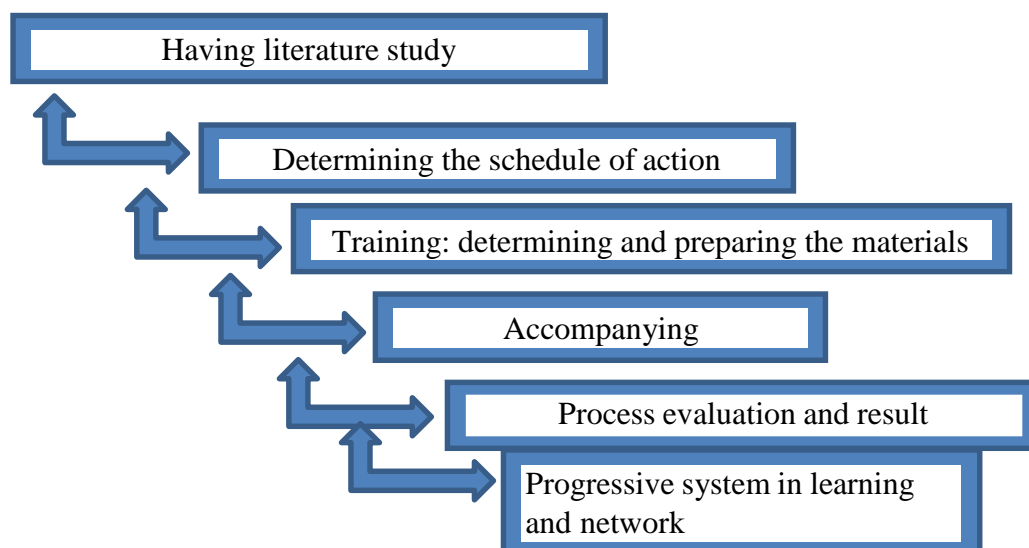 Having literature study
Determining the schedule of action
Training: determining and preparing the materials
Accompanying
Process evaluation and result
Progressive system in learning
and network